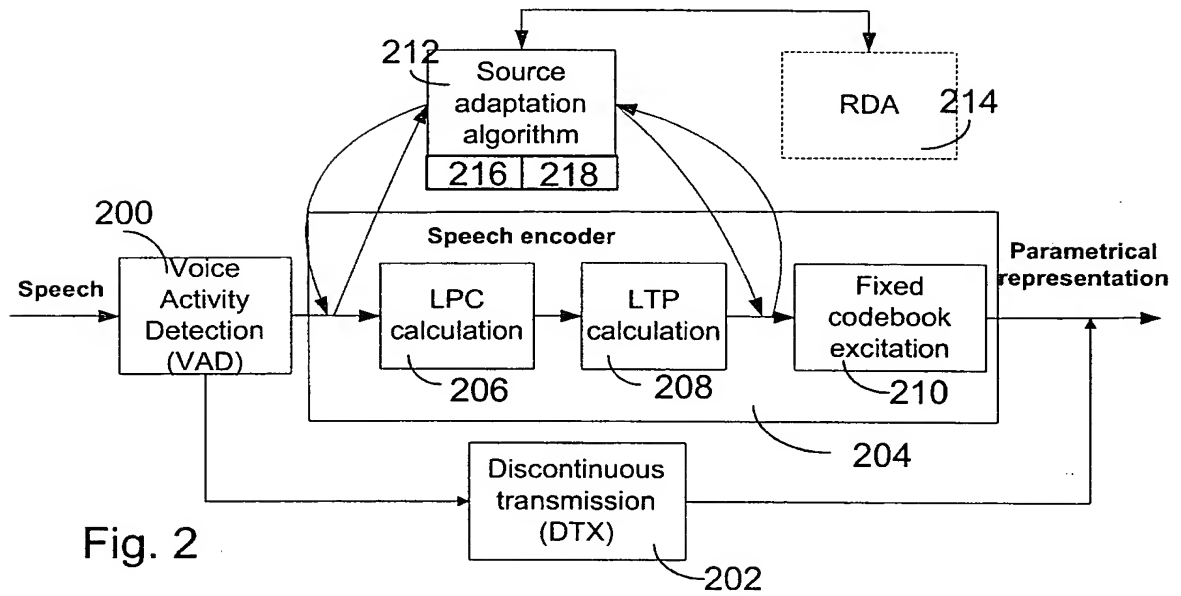 212
Source
adaptation
algorithm
216
218
RDA
214
200
Voice
Activity
Detection
(VAD)
Speech
Speech encoder
LPC
calculation
206
LTP
calculation
208
Fixed
codebook
excitation
210
Parametrical
representation
204
Discontinuous
transmission
(DTX)
202
Fig. 2